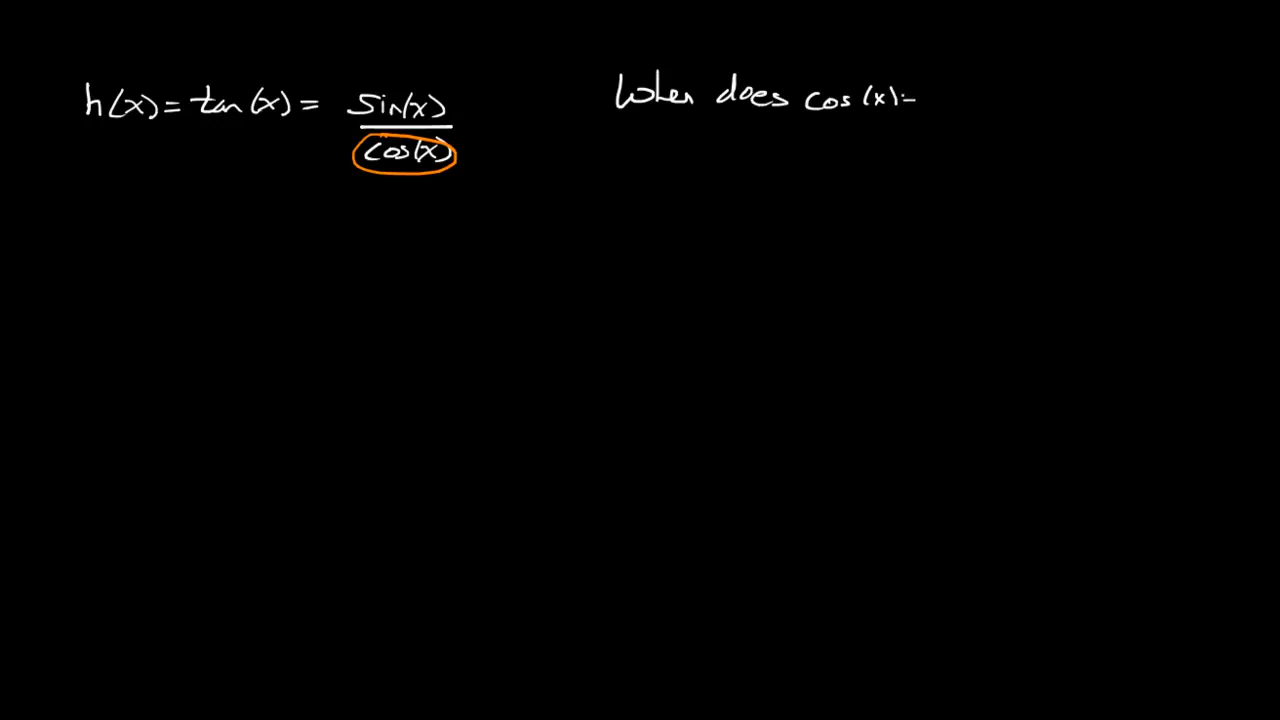 h(x) = tan(x) = sin(x) / cos(x)
When does cos(x) =